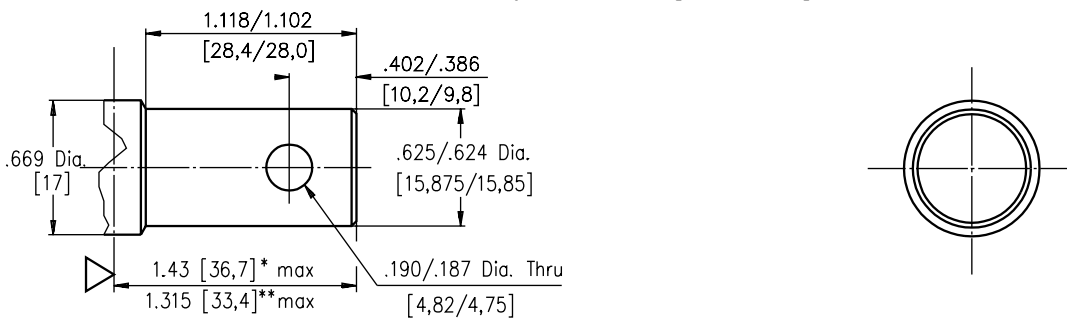 1.118/1.102
[28,4/28,0]
.402/.386
[10,2/9,8]
.669 Dia.
[17]
.625/.624 Dia.
[15,875/15,85]
1.43 [36,7]* max
1.315 [33,4]**max
.190/.187 Dia. Thru
[4,82/4,75]